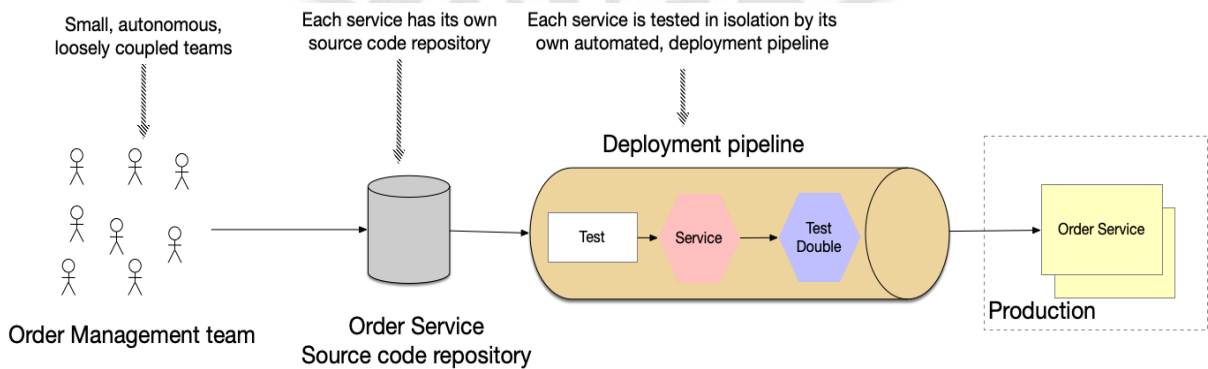 Small, autonomous,
loosely coupled teams
Each service has its own
source code repository
Each service is tested in isolation by its
own automated, deployment pipeline
Deployment pipeline
Test
Service
Test
Double
Order Service
Production
Order Management team
Order Service
Source code repository